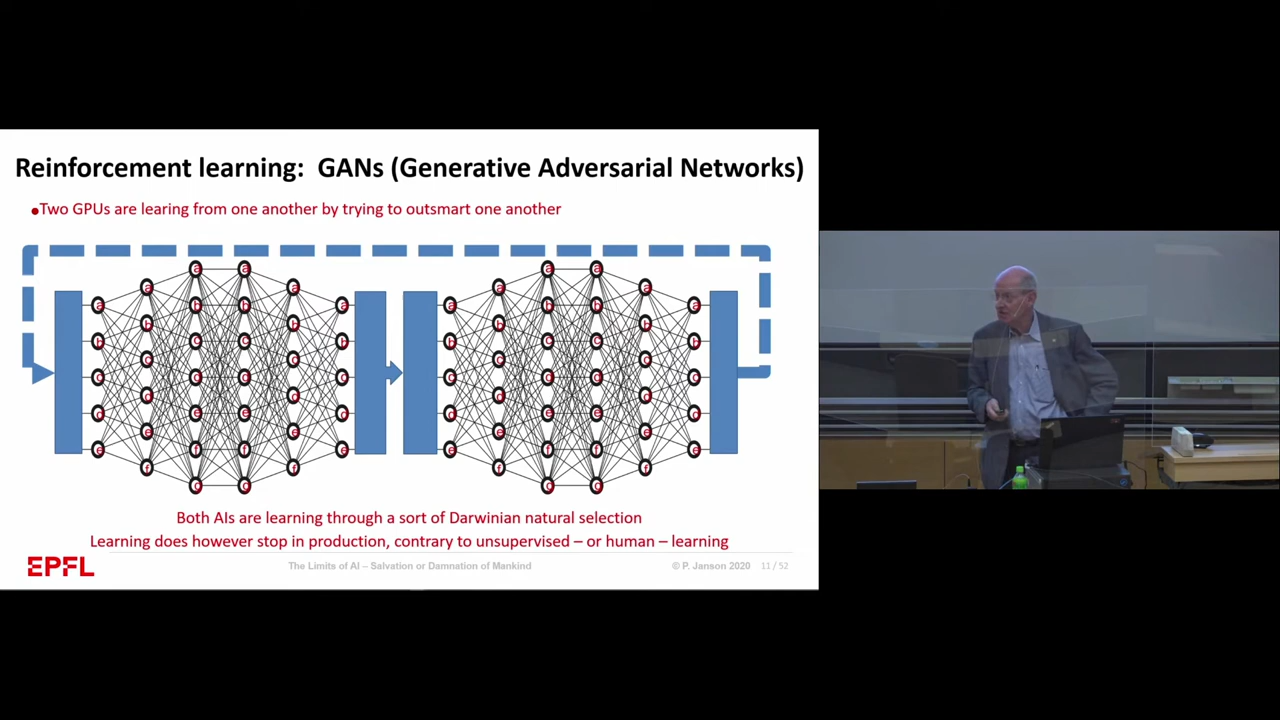 Reinforcement learning:  GANs (Generative Adversarial Networks)
•Two GPUs are learing from one another by trying to outsmart one another
a a a a
a a a a
a a a a
b b b b
b b b b
b b b b
c c c c
c c c c
c c c c
d d d d
d d d d
d d d d
e e e e
e e e e
e e e e
f f f f
f f f f
g g g g
Both AIs are learning through a sort of Darwinian natural selection
Learning does however stop in production, contrary to unsupervised – or human – learning
EPFL
The Limits of AI – Salvation or Damnation of Mankind
© P. Janson 2020
11 / 52